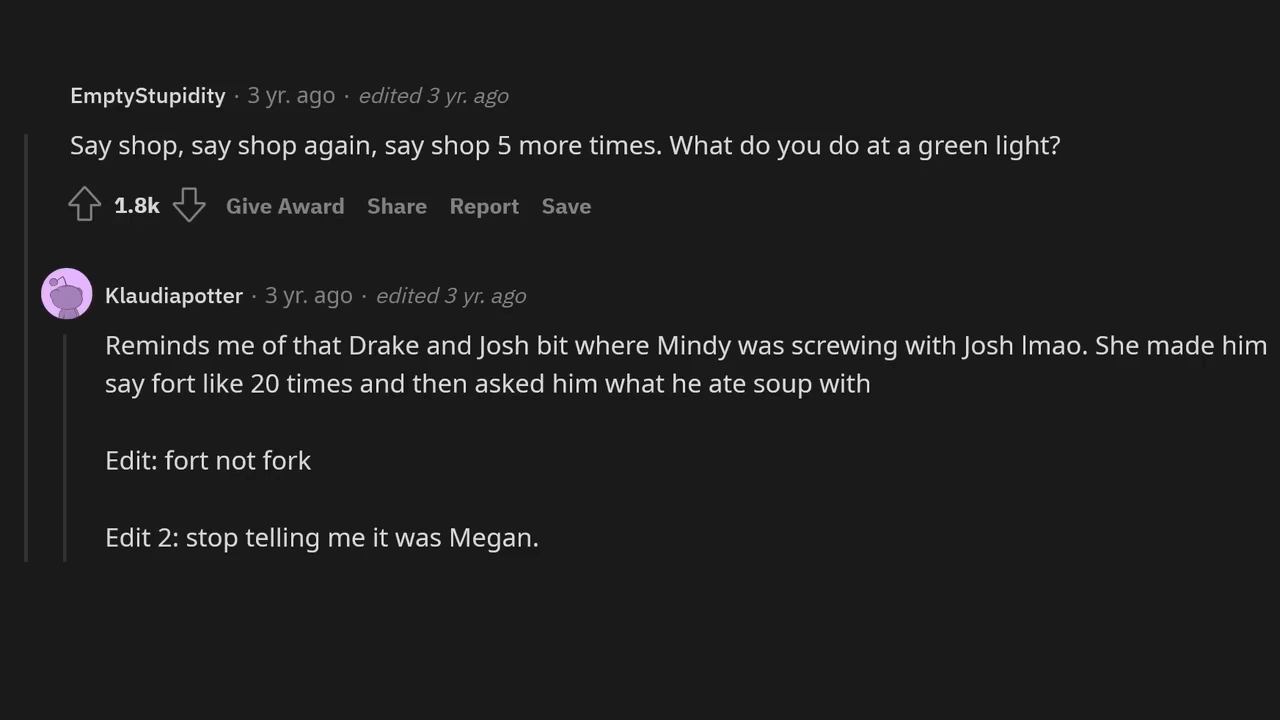 EmptyStupidity · 3 yr. ago · edited 3 yr. ago
Say shop, say shop again, say shop 5 more times. What do you do at a green light?
1.8k Give Award Share Report Save
Klaudiapotter · 3 yr. ago · edited 3 yr. ago
Reminds me of that Drake and Josh bit where Mindy was screwing with Josh lmao. She made him
say fort like 20 times and then asked him what he ate soup with
Edit: fort not fork
Edit 2: stop telling me it was Megan.